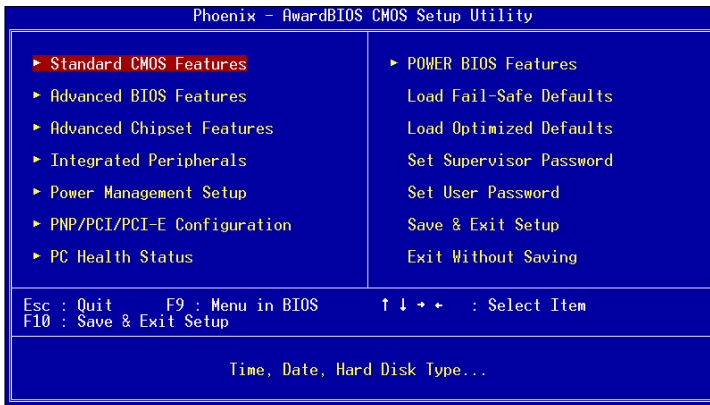 Phoenix - AwardBIOS CMOS Setup Utility
► Standard CMOS Features
► Advanced BIOS Features
► Advanced Chipset Features
► Integrated Peripherals
► Power Management Setup
► PNP/PCI/PCI-E Configuration
► PC Health Status
► POWER BIOS Features
Load Fail-Safe Defaults
Load Optimized Defaults
Set Supervisor Password
Set User Password
Save & Exit Setup
Exit Without Saving
Esc : Quit F9 : Menu in BIOS ↑ ↓ → ← : Select Item
F10 : Save & Exit Setup
Time, Date, Hard Disk Type...